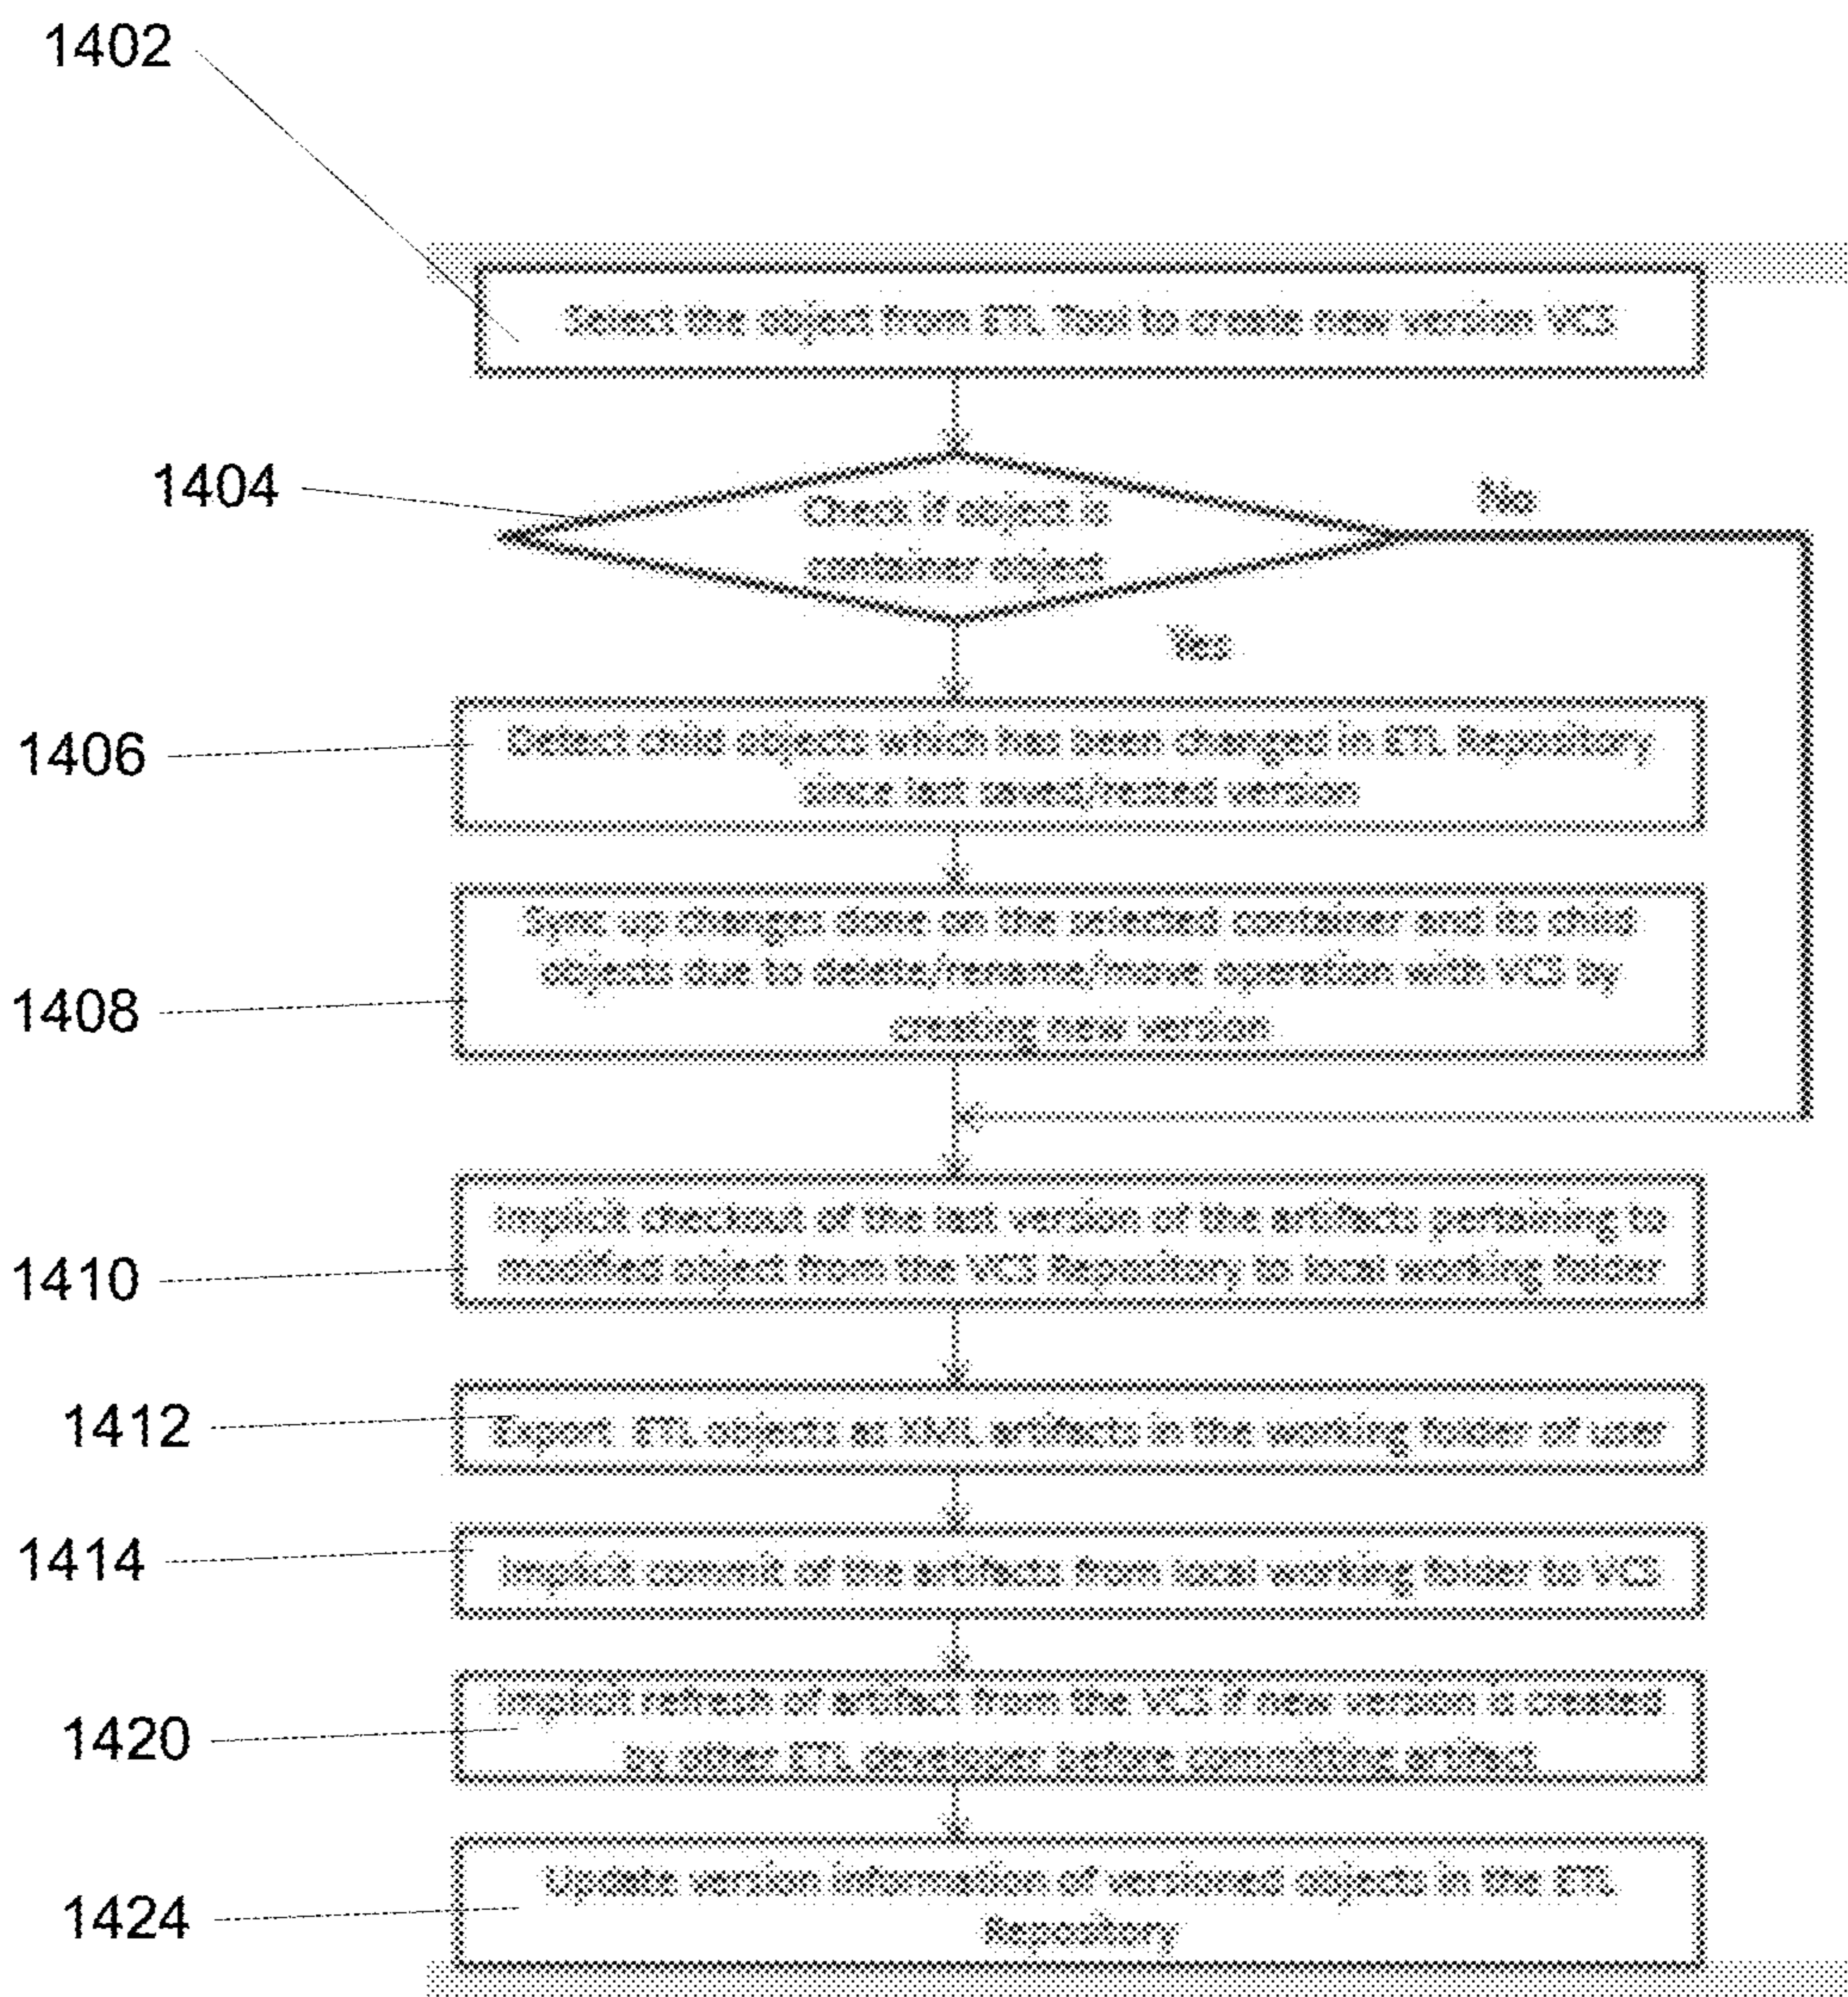 1402
Select the object from ETL Tool to create new version VCS
1404
Check if object is
container object
No
Yes
1406
Detect child objects which has been changed in ETL Repository
since last saved/ version
1408
Sync up changes done on the selected container and its child
objects due to delete/rename/move operation with VCS by
creating new version
1410
Implicit checkout of the last version of the artifacts pertaining to
modified object from the VCS Repository to local working folder
1412
Export ETL objects as XML artifacts in the working folder of user
1414
Implicit commit of the artifacts from local working folder to VCS
1420
Implicit refresh of artifact from the VCS if new version is created
by other ETL developer before committing artifact
1424
Update version information of versioned objects in the ETL
Repository